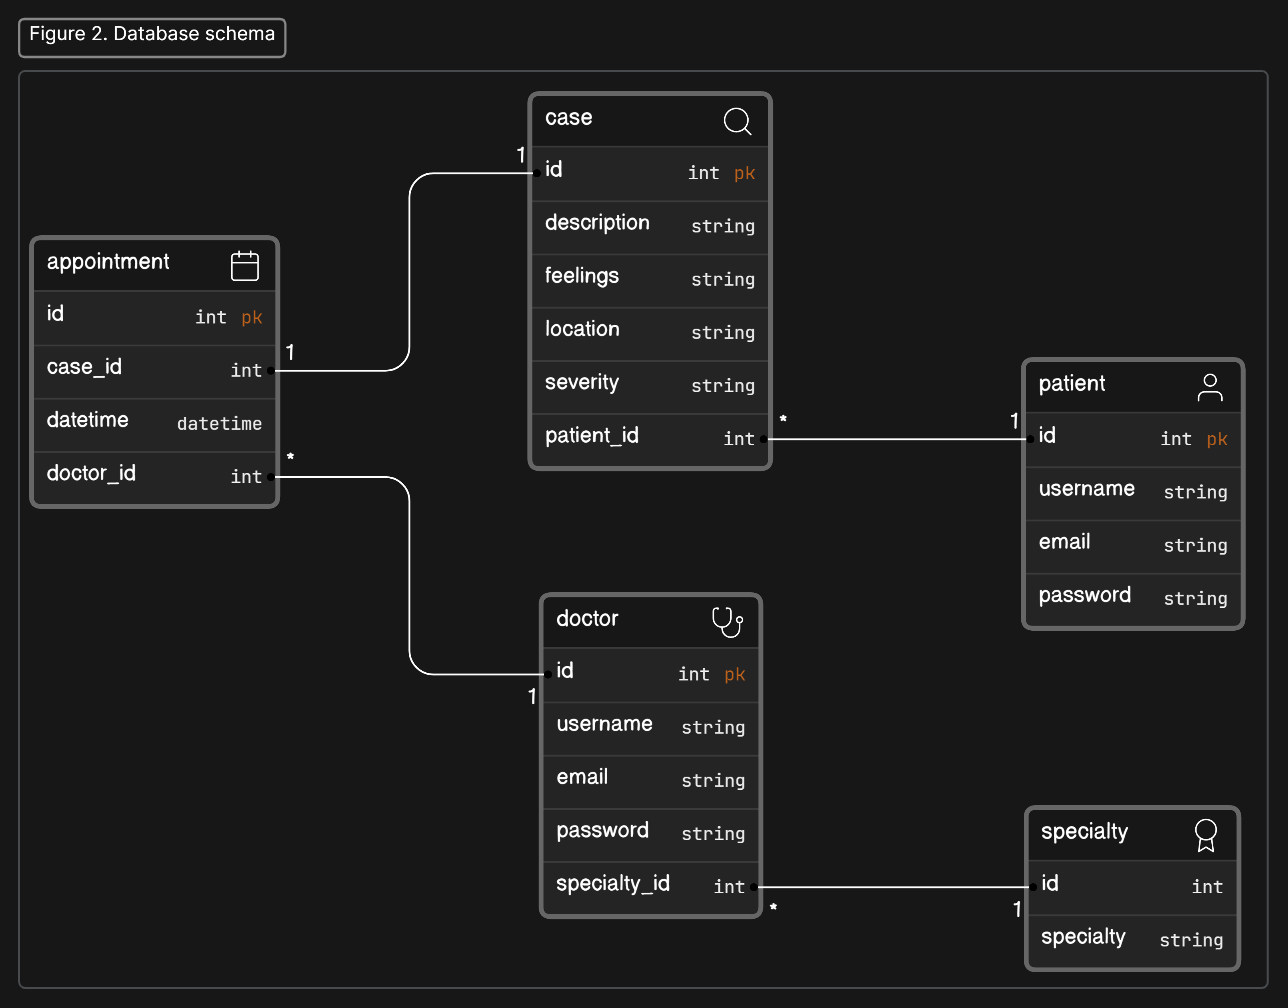 Figure 2. Database schema
case
1
id int pk
description string
feelings string
location string
severity string
patient_id int
*
appointment
id int pk
case_id int
1
datetime datetime
doctor_id int
*
patient
1
id int pk
username string
email string
password string
doctor
id int pk
1
username string
email string
password string
specialty_id int
*
specialty
id int
1
specialty string